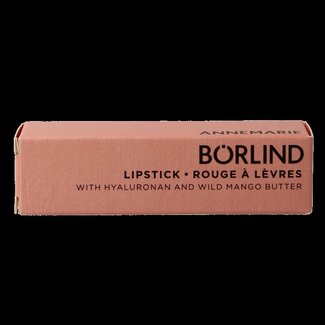 ANNEMARIE
BÖRLIND
LIPSTICK • ROUGE À LÈVRES
WITH HYALURONAN AND WILD MANGO BUTTER